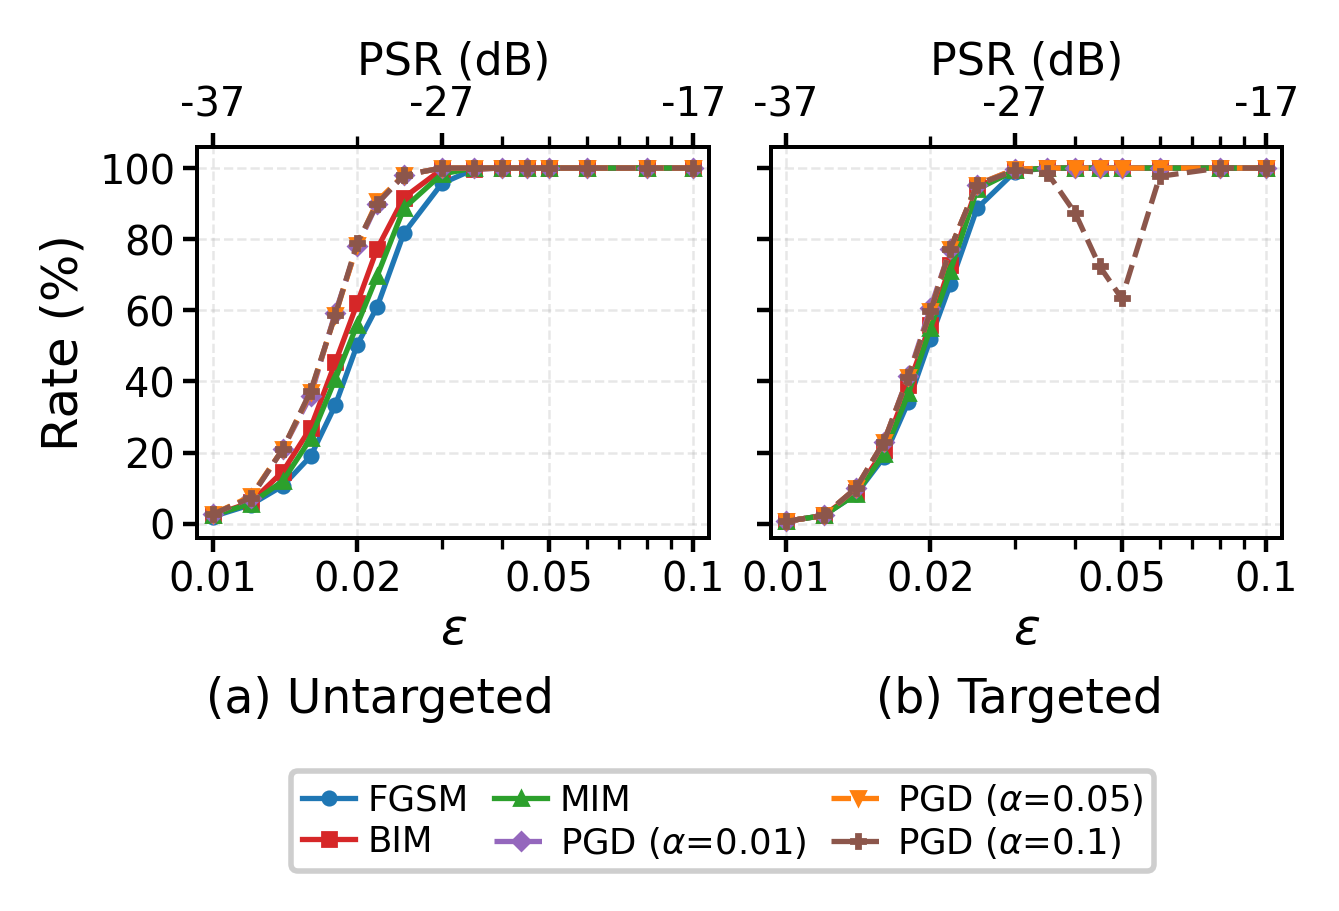 PSR (dB) PSR (dB)
-37 -27 -17 -37 -27 -17
Rate (%)
100
80
60
40
20
0
0.01 0.02 0.05 0.1 0.01 0.02 0.05 0.1
ε ε
(a) Untargeted (b) Targeted
FGSM MIM PGD (α=0.05)
BIM PGD (α=0.01) PGD (α=0.1)